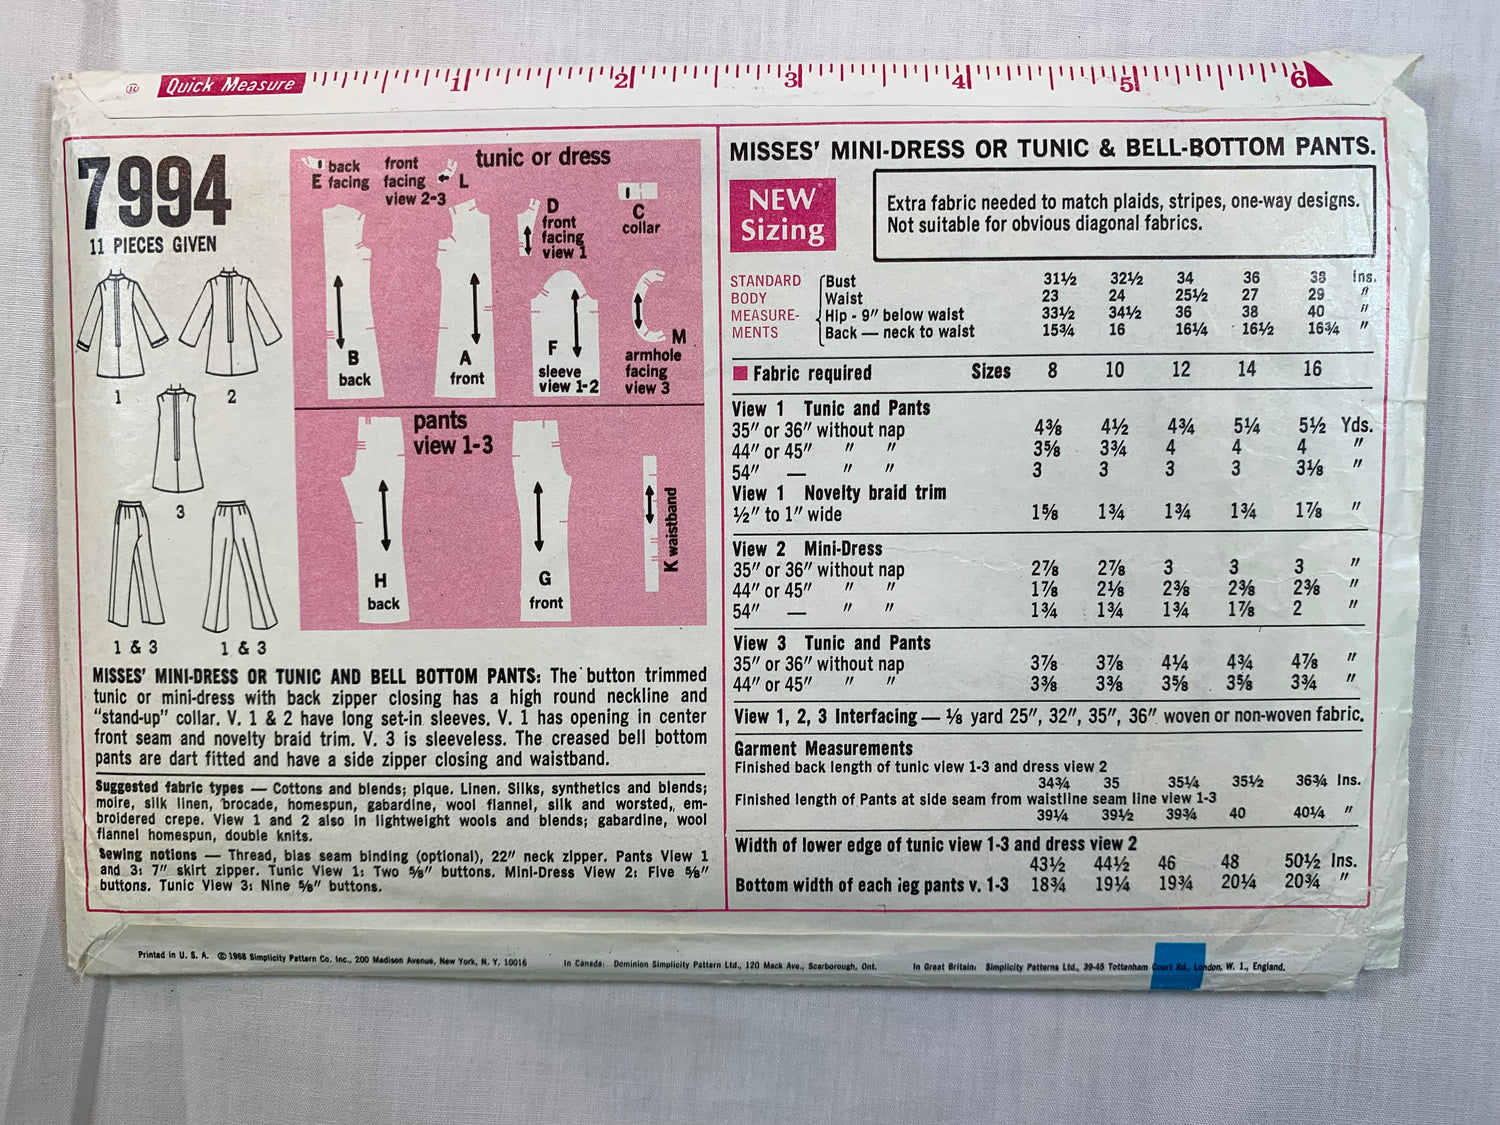 ® Quick Measure 1 2 3 4 5 6
7994
11 PIECES GIVEN
1
2
3
1 & 3
1 & 3
tunic or dress
back
E facing
front
facing
view 2-3
L
D
front
facing
view 1
C
collar
B
back
A
front
F
sleeve
view 1-2
M
armhole
facing
view 3
pants
view 1-3
H
back
G
front
K waistband
MISSES' MINI-DRESS OR TUNIC AND BELL BOTTOM PANTS: The button trimmed
tunic or mini-dress with back zipper closing has a high round neckline and
"stand-up" collar. V. 1 & 2 have long set-in sleeves. V. 1 has opening in center
front seam and novelty braid trim. V. 3 is sleeveless. The creased bell bottom
pants are dart fitted and have a side zipper closing and waistband.
Suggested fabric types — Cottons and blends; pique. Linen. Silks, synthetics and blends;
moire, silk linen, brocade, homespun, gabardine, wool flannel, silk and worsted, em-
broidered crepe. View 1 and 2 also in lightweight wools and blends; gabardine, wool
flannel homespun, double knits.
Sewing notions — Thread, bias seam binding (optional), 22" neck zipper. Pants View 1
and 3: 7" skirt zipper. Tunic View 1: Two ⅝" buttons. Mini-Dress View 2: Five ⅝"
buttons. Tunic View 3: Nine ⅝" buttons.
MISSES' MINI-DRESS OR TUNIC & BELL-BOTTOM PANTS.
NEW
Sizing
Extra fabric needed to match plaids, stripes, one-way designs.
Not suitable for obvious diagonal fabrics.
STANDARD BODY MEASURE-MENTS
Bust 31½ 32½ 34 36 38 Ins.
Waist 23 24 25½ 27 29 "
Hip - 9" below waist 33½ 34½ 36 38 40 "
Back — neck to waist 15¾ 16 16¼ 16½ 16¾ "
Fabric required Sizes 8 10 12 14 16
View 1 Tunic and Pants
35" or 36" without nap 4⅜ 4½ 4¾ 5¼ 5½ Yds.
44" or 45" " " 3⅝ 3¾ 4 4 4 "
54" — " " 3 3 3 3 3⅛ "
View 1 Novelty braid trim
½" to 1" wide 1⅝ 1¾ 1¾ 1¾ 1⅞ "
View 2 Mini-Dress
35" or 36" without nap 2⅞ 2⅞ 3 3 3 "
44" or 45" " " 1⅞ 2⅛ 2⅜ 2⅜ 2⅜ "
54" — " " 1¾ 1¾ 1¾ 1⅞ 2 "
View 3 Tunic and Pants
35" or 36" without nap 3⅞ 3⅞ 4¼ 4¾ 4⅞ "
44" or 45" " " 3⅜ 3⅜ 3⅝ 3⅝ 3¾ "
View 1, 2, 3 Interfacing — ⅛ yard 25", 32", 35", 36" woven or non-woven fabric.
Garment Measurements
Finished back length of tunic view 1-3 and dress view 2
34¾ 35 35¼ 35½ 36¾ Ins.
Finished length of Pants at side seam from waistline seam line view 1-3
39¼ 39½ 39¾ 40 40¼ "
Width of lower edge of tunic view 1-3 and dress view 2
43½ 44½ 46 48 50½ Ins.
Bottom width of each leg pants v. 1-3 18¾ 19¼ 19¾ 20¼ 20¾ "
Printed in U. S. A. © 1968 Simplicity Pattern Co. Inc., 200 Madison Avenue, New York, N. Y. 10016 In Canada: Dominion Simplicity Pattern Ltd., 120 Mack Ave., Scarborough, Ont. In Great Britain: Simplicity Patterns Ltd., 39-45 Tottenham Court Rd., London, W. 1., England.